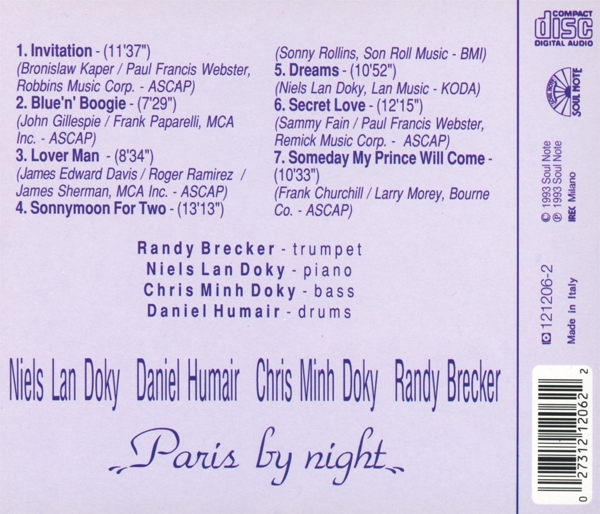 1. Invitation - (11'37")
(Bronislaw Kaper / Paul Francis Webster,
Robbins Music Corp. - ASCAP)
2. Blue'n' Boogie - (7'29")
(John Gillespie / Frank Paparelli, MCA
Inc. - ASCAP)
3. Lover Man - (8'34")
(James Edward Davis / Roger Ramirez /
James Sherman, MCA Inc. - ASCAP)
4. Sonnymoon For Two - (13'13")
(Sonny Rollins, Son Roll Music - BMI)
5. Dreams - (10'52")
(Niels Lan Doky, Lan Music - KODA)
6. Secret Love - (12'15")
(Sammy Fain / Paul Francis Webster,
Remick Music Corp. - ASCAP)
7. Someday My Prince Will Come -
(10'33")
(Frank Churchill / Larry Morey, Bourne
Co. - ASCAP)
Randy Brecker - trumpet
Niels Lan Doky - piano
Chris Minh Doky - bass
Daniel Humair - drums
Niels Lan Doky Daniel Humair Chris Minh Doky Randy Brecker
Paris by night
COMPACT
disc
DIGITAL AUDIO
SOUL NOTE
SOUL NOTE
© 1993 Soul Note
℗ 1993 Soul Note
IREC Milano
121206-2
Made in Italy
0 27312 12062 2